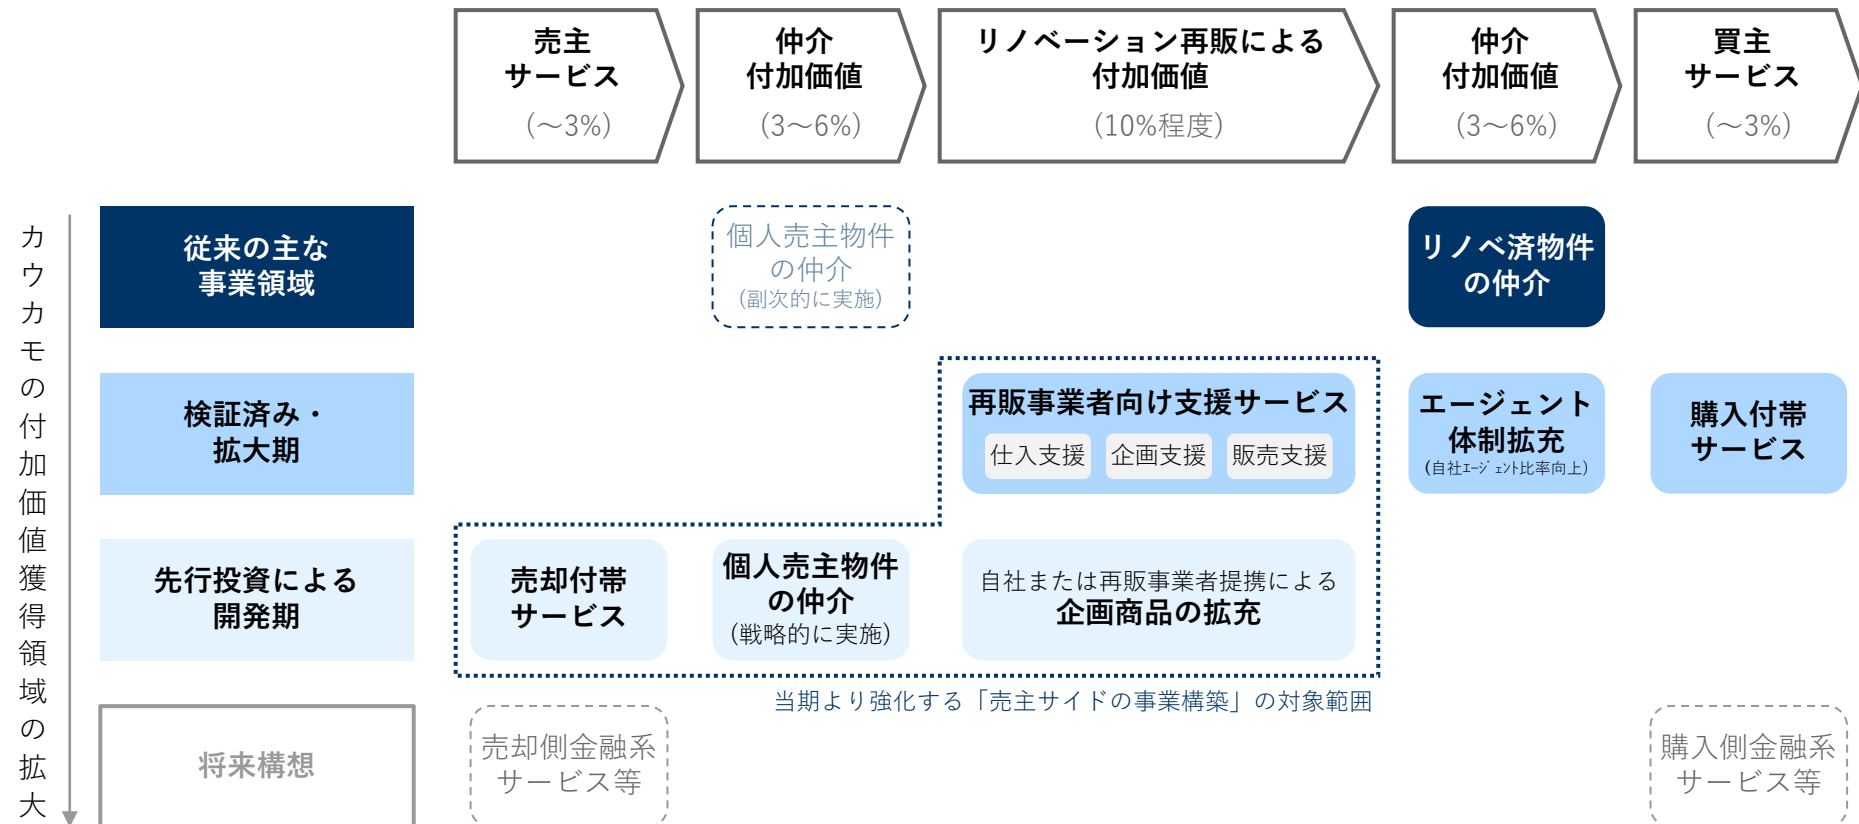 売主
サービス
(～3%)
仲介
付加価値
(3～6%)
リノベーション再販による
付加価値
(10%程度)
仲介
付加価値
(3～6%)
買主
サービス
(～3%)
カウカモの付加価値獲得領域の拡大
従来の主な
事業領域
個人売主物件
の仲介
(副次的に実施)
リノベ済物件
の仲介
検証済み・
拡大期
再販事業者向け支援サービス
仕入支援
企画支援
販売支援
エージェント
体制拡充
(自社ｴｰｼﾞｪﾝﾄ比率向上)
購入付帯
サービス
先行投資による
開発期
売却付帯
サービス
個人売主物件
の仲介
(戦略的に実施)
自社または再販事業者提携による
企画商品の拡充
当期より強化する「売主サイドの事業構築」の対象範囲
将来構想
売却側金融系
サービス等
購入側金融系
サービス等